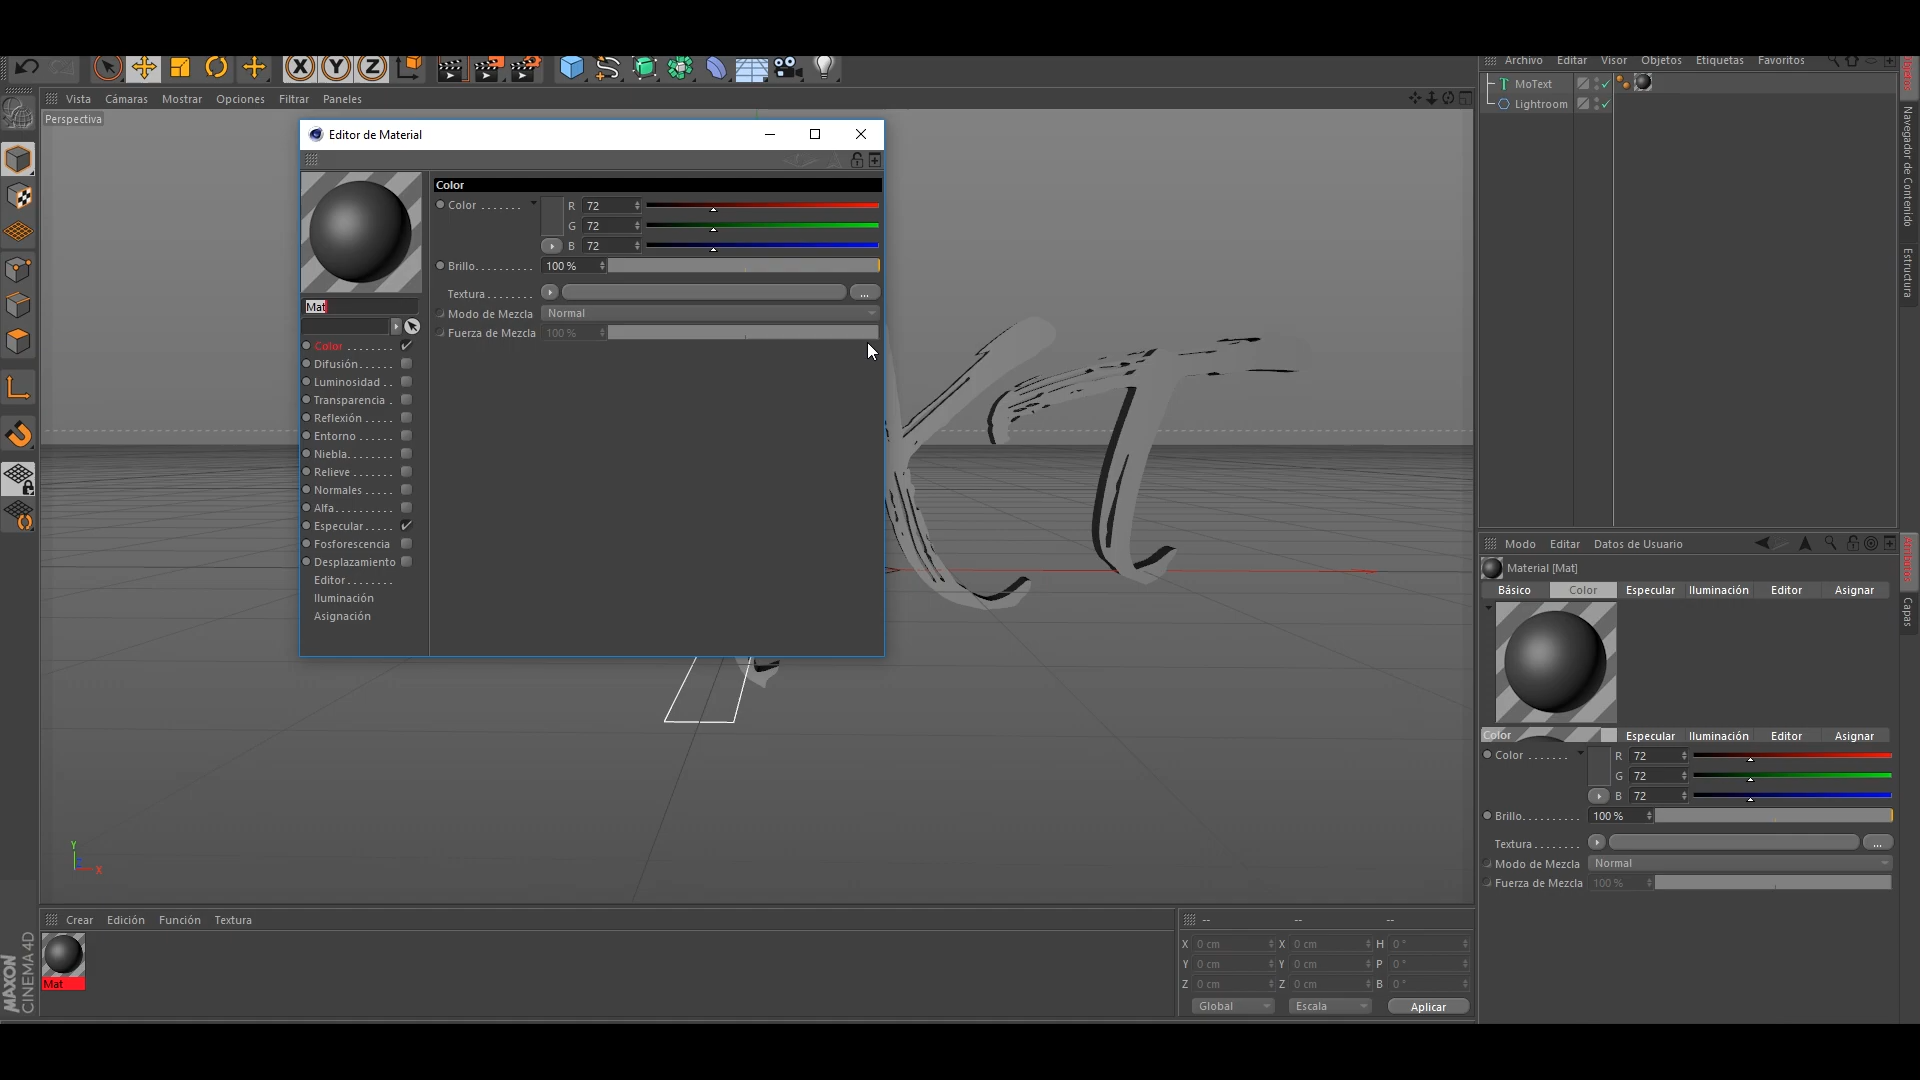 Archivo Editar Visor Objetos Etiquetas Favoritos
MoText
Lightroom
Navegador de Contenido
Estructura
Vista Cámaras Mostrar Opciones Filtrar Paneles
Perspectiva
Editor de Material
Color
Color ....... R 72
G 72
B 72
Brillo.......... 100 %
Textura ........ ...
Modo de Mezcla Normal
Fuerza de Mezcla 100 %
Mat
Color ........
Difusión......
Luminosidad ..
Transparencia .
Reflexión .....
Entorno ......
Niebla........
Relieve .......
Normales .....
Alfa..........
Especular.....
Fosforescencia
Desplazamiento
Editor........
Iluminación
Asignación
KT
Modo Editar Datos de Usuario
Atributos
Capas
Material [Mat]
Básico Color Especular Iluminación Editor Asignar
Color Especular Iluminación Editor Asignar
Color ....... R 72
G 72
B 72
Brillo.......... 100 %
Textura ........ ...
Modo de Mezcla Normal
Fuerza de Mezcla 100 %
Y
X
Crear Edición Función Textura
Mat
MAXON
CINEMA 4D
-- -- --
X 0 cm X 0 cm H 0 °
Y 0 cm Y 0 cm P 0 °
Z 0 cm Z 0 cm B 0 °
Global Escala Aplicar
X Y Z